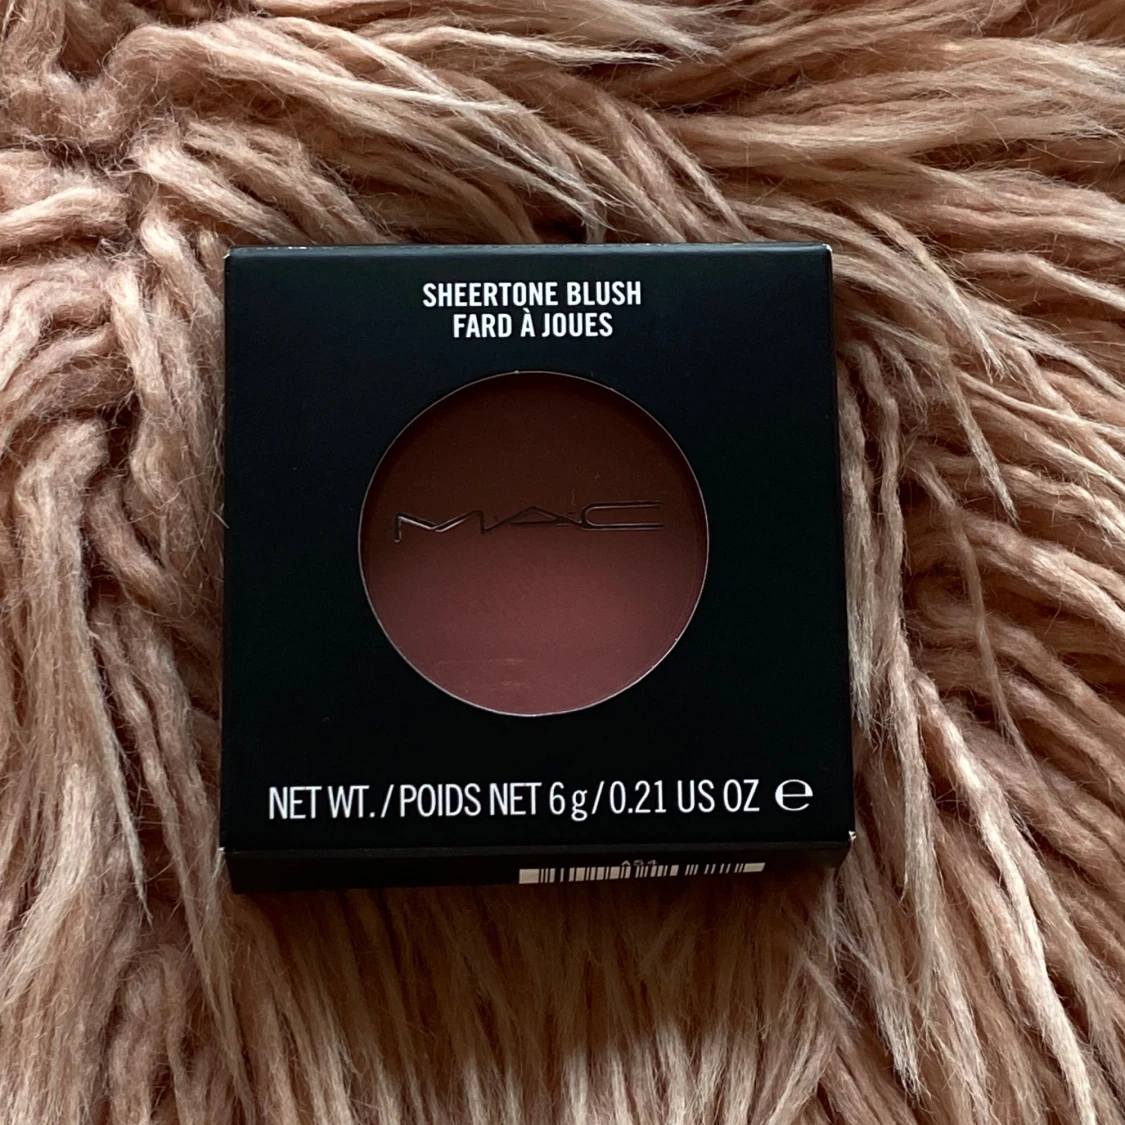 SHEERTONE BLUSH
FARD À JOUES
MAC
NET WT./POIDS NET 6 g/0.21 US OZ ℮